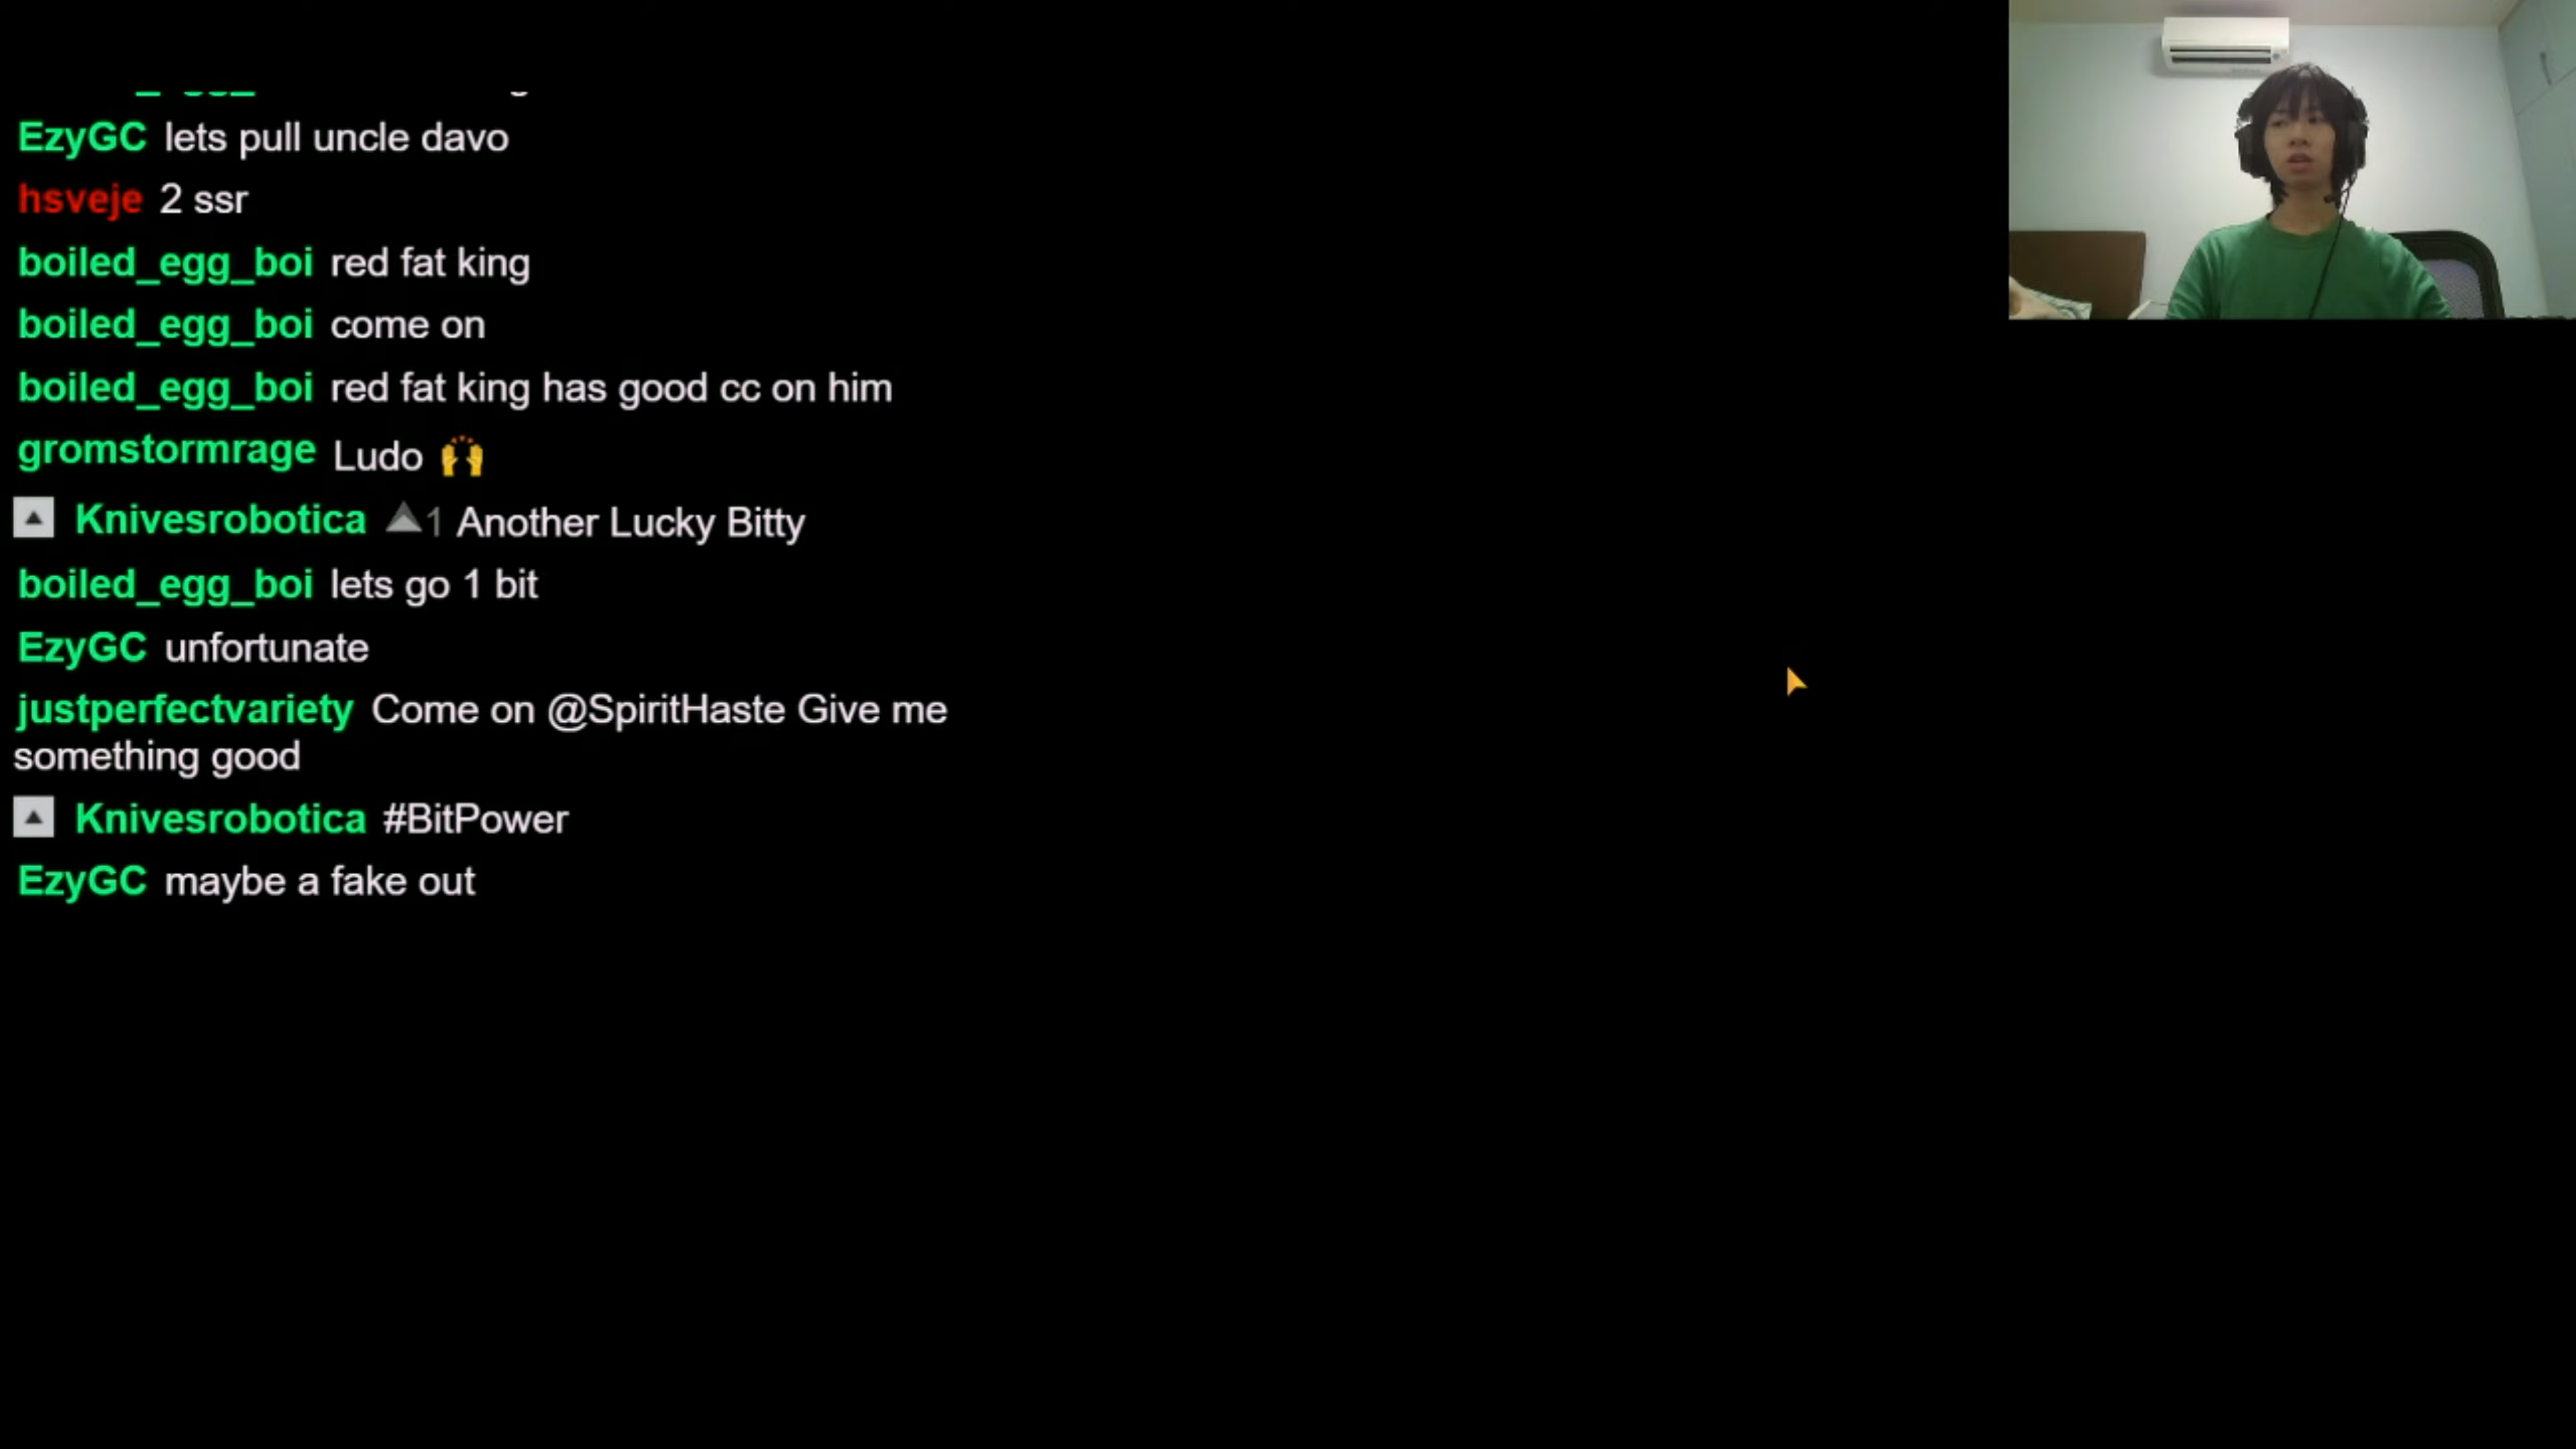 EzyGC lets pull uncle davo
hsveje 2 ssr
boiled_egg_boi red fat king
boiled_egg_boi come on
boiled_egg_boi red fat king has good cc on him
gromstormrage Ludo 🙌
Knivesrobotica 1 Another Lucky Bitty
boiled_egg_boi lets go 1 bit
EzyGC unfortunate
justperfectvariety Come on @SpiritHaste Give me
something good
Knivesrobotica #BitPower
EzyGC maybe a fake out